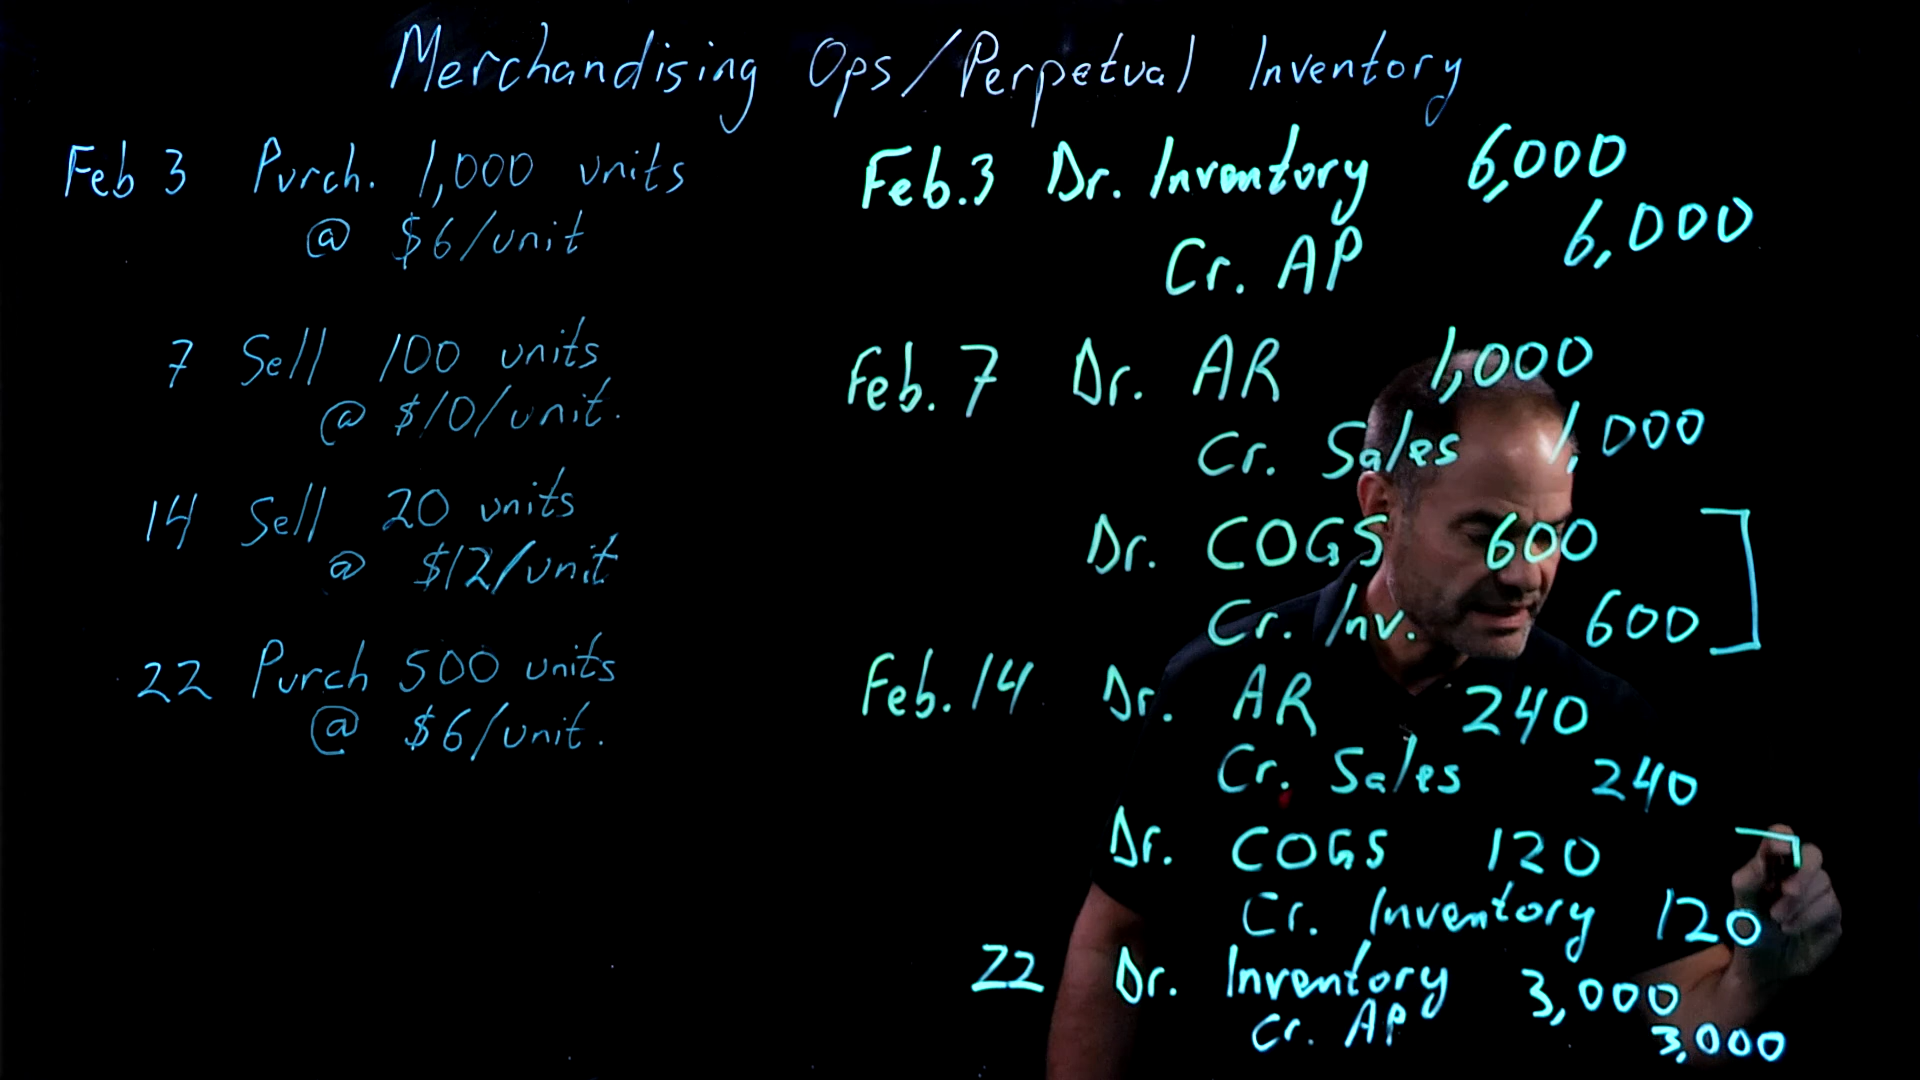 Merchandising Ops/Perpetual Inventory
Feb 3 Purch. 1,000 units
@ $6/unit
7 Sell 100 units
@ $10/unit.
14 Sell 20 units
@ $12/unit
22 Purch 500 units
@ $6/unit.
Feb.3 Dr. Inventory 6,000
Cr. AP 6,000
Feb. 7 Dr. AR 1,000
Cr. Sales 1,000
Dr. COGS 600
Cr. Inv. 600
Feb. 14 Dr. AR 240
Cr. Sales 240
Dr. COGS 120
Cr. Inventory 120
22 Dr. Inventory 3,000
Cr. AP 3,000